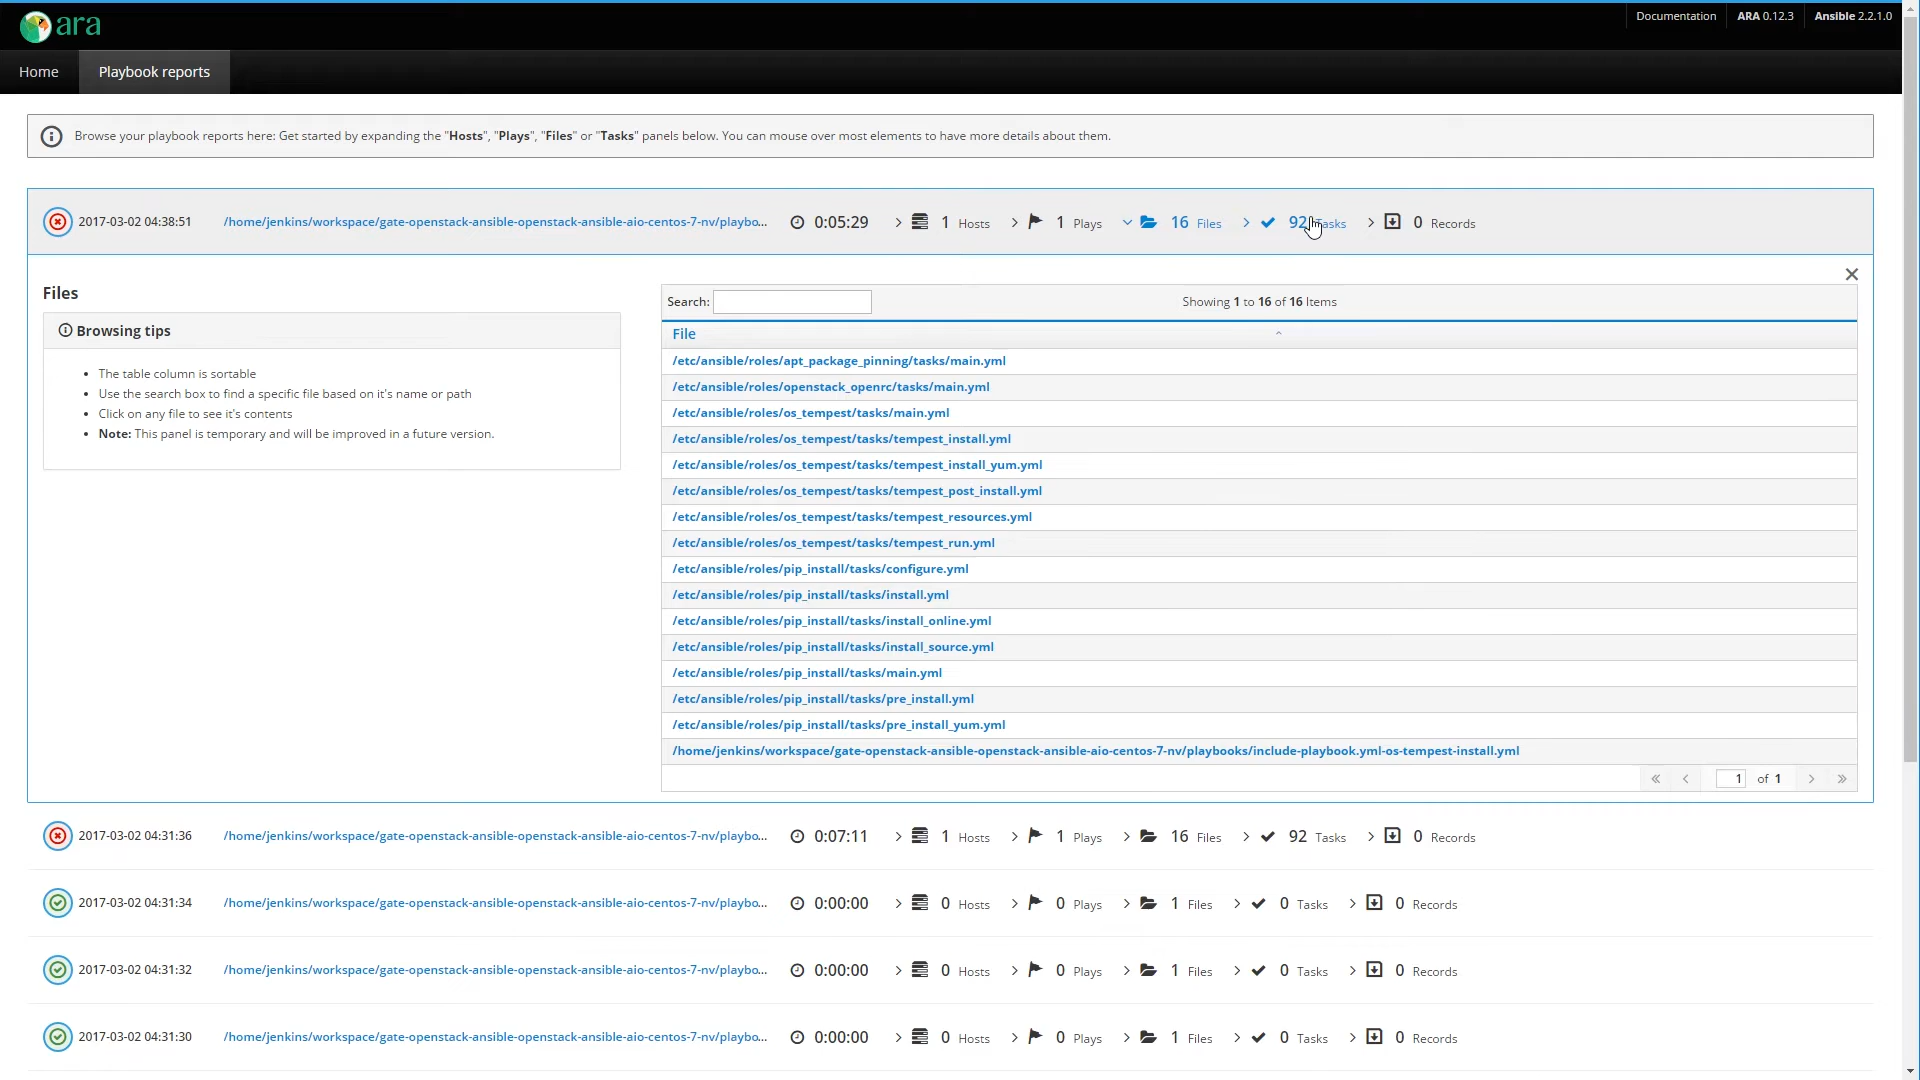 ara
Documentation
ARA 0.12.3
Ansible 2.2.1.0
Home
Playbook reports
Browse your playbook reports here: Get started by expanding the "Hosts", "Plays", "Files" or "Tasks" panels below. You can mouse over most elements to have more details about them.
2017-03-02 04:38:51 /home/jenkins/workspace/gate-openstack-ansible-openstack-ansible-aio-centos-7-nv/playbo... 0:05:29 1 Hosts 1 Plays 16 Files 92 Tasks 0 Records
Files
Browsing tips
• The table column is sortable
• Use the search box to find a specific file based on it's name or path
• Click on any file to see it's contents
• Note: This panel is temporary and will be improved in a future version.
Search: Showing 1 to 16 of 16 Items
File
/etc/ansible/roles/apt_package_pinning/tasks/main.yml
/etc/ansible/roles/openstack_openrc/tasks/main.yml
/etc/ansible/roles/os_tempest/tasks/main.yml
/etc/ansible/roles/os_tempest/tasks/tempest_install.yml
/etc/ansible/roles/os_tempest/tasks/tempest_install_yum.yml
/etc/ansible/roles/os_tempest/tasks/tempest_post_install.yml
/etc/ansible/roles/os_tempest/tasks/tempest_resources.yml
/etc/ansible/roles/os_tempest/tasks/tempest_run.yml
/etc/ansible/roles/pip_install/tasks/configure.yml
/etc/ansible/roles/pip_install/tasks/install.yml
/etc/ansible/roles/pip_install/tasks/install_online.yml
/etc/ansible/roles/pip_install/tasks/install_source.yml
/etc/ansible/roles/pip_install/tasks/main.yml
/etc/ansible/roles/pip_install/tasks/pre_install.yml
/etc/ansible/roles/pip_install/tasks/pre_install_yum.yml
/home/jenkins/workspace/gate-openstack-ansible-openstack-ansible-aio-centos-7-nv/playbooks/include-playbook.yml-os-tempest-install.yml
« ‹ 1 of 1 › »
2017-03-02 04:31:36 /home/jenkins/workspace/gate-openstack-ansible-openstack-ansible-aio-centos-7-nv/playbo... 0:07:11 1 Hosts 1 Plays 16 Files 92 Tasks 0 Records
2017-03-02 04:31:34 /home/jenkins/workspace/gate-openstack-ansible-openstack-ansible-aio-centos-7-nv/playbo... 0:00:00 0 Hosts 0 Plays 1 Files 0 Tasks 0 Records
2017-03-02 04:31:32 /home/jenkins/workspace/gate-openstack-ansible-openstack-ansible-aio-centos-7-nv/playbo... 0:00:00 0 Hosts 0 Plays 1 Files 0 Tasks 0 Records
2017-03-02 04:31:30 /home/jenkins/workspace/gate-openstack-ansible-openstack-ansible-aio-centos-7-nv/playbo... 0:00:00 0 Hosts 0 Plays 1 Files 0 Tasks 0 Records